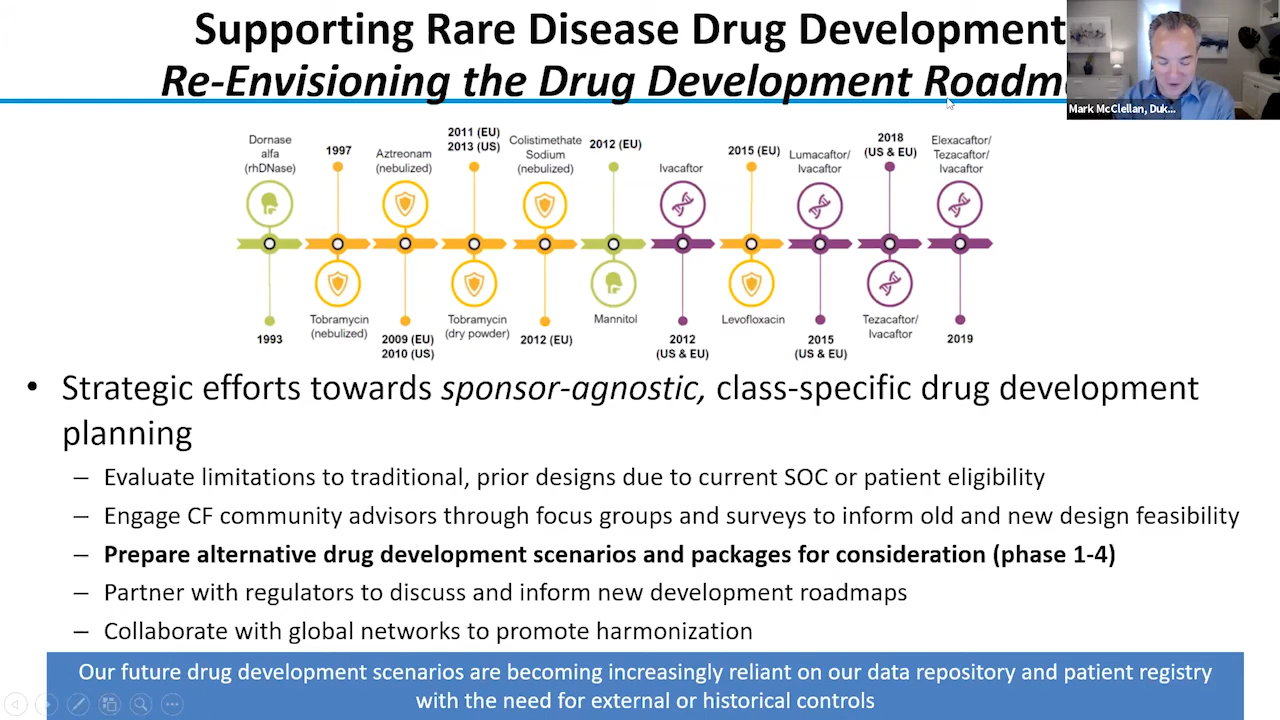 Supporting Rare Disease Drug Development
Re-Envisioning the Drug Development Roadm
Mark McClellan, Duk...
Dornase
alfa
(rhDNase)
1993
1997
Tobramycin
(nebulized)
Aztreonam
(nebulized)
2009 (EU)
2010 (US)
2011 (EU)
2013 (US)
Tobramycin
(dry powder)
Colistimethate
Sodium
(nebulized)
2012 (EU)
2012 (EU)
Mannitol
Ivacaftor
2012
(US & EU)
2015 (EU)
Levofloxacin
Lumacaftor/
Ivacaftor
2015
(US & EU)
2018
(US & EU)
Tezacaftor/
Ivacaftor
Elexacaftor/
Tezacaftor/
Ivacaftor
2019
• Strategic efforts towards sponsor-agnostic, class-specific drug development
planning
– Evaluate limitations to traditional, prior designs due to current SOC or patient eligibility
– Engage CF community advisors through focus groups and surveys to inform old and new design feasibility
– Prepare alternative drug development scenarios and packages for consideration (phase 1-4)
– Partner with regulators to discuss and inform new development roadmaps
– Collaborate with global networks to promote harmonization
Our future drug development scenarios are becoming increasingly reliant on our data repository and patient registry
with the need for external or historical controls